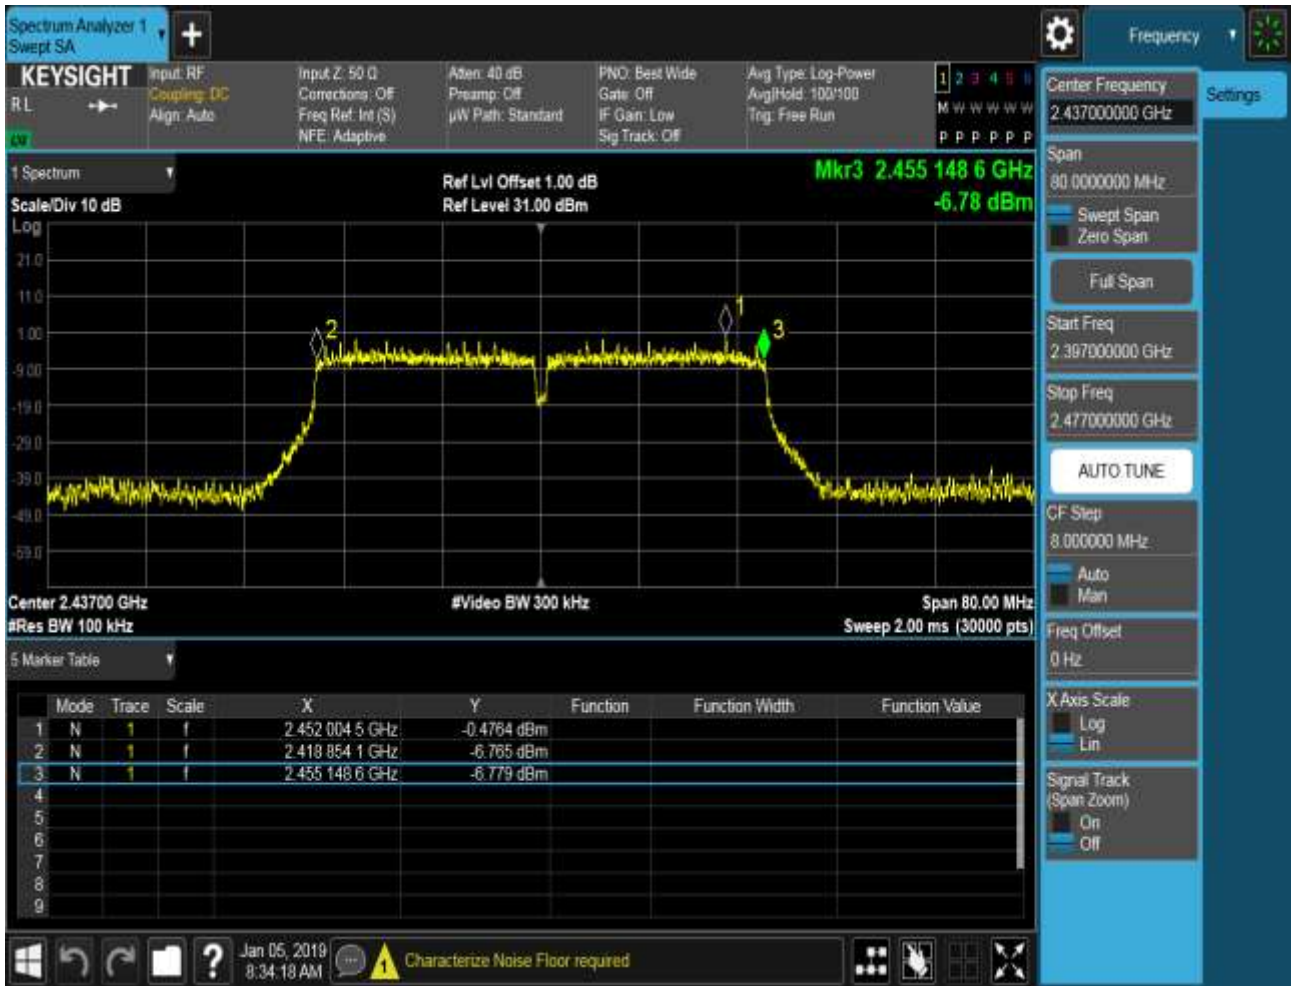 Spectrum Analyzer 1
Swept SA
+
Frequency
KEYSIGHT
RL
Input: RF
Coupling: DC
Align: Auto
Input Z: 50 Ω
Corrections: Off
Freq Ref: Int (S)
NFE: Adaptive
Atten: 40 dB
Preamp: Off
µW Path: Standard
PNO: Best Wide
Gate: Off
IF Gain: Low
Sig Track: Off
Avg Type: Log-Power
Avg|Hold: 100/100
Trig: Free Run
1 2 3 4 5 6
M W W W W W
P P P P P P
1 Spectrum
Scale/Div 10 dB
Ref Lvl Offset 1.00 dB
Ref Level 31.00 dBm
Mkr3 2.455 148 6 GHz
-6.78 dBm
Log
21.0
11.0
1.00
-9.00
-19.0
-29.0
-39.0
-49.0
-59.0
2
1
3
Center 2.43700 GHz
#Video BW 300 kHz
Span 80.00 MHz
#Res BW 100 kHz
Sweep 2.00 ms (30000 pts)
5 Marker Table
Mode Trace Scale X Y Function Function Width Function Value
1 N 1 f 2.452 004 5 GHz -0.4764 dBm
2 N 1 f 2.418 854 1 GHz -6.765 dBm
3 N 1 f 2.455 148 6 GHz -6.779 dBm
4
5
6
7
8
9
Center Frequency
2.437000000 GHz
Settings
Span
80.0000000 MHz
Swept Span
Zero Span
Full Span
Start Freq
2.397000000 GHz
Stop Freq
2.477000000 GHz
AUTO TUNE
CF Step
8.000000 MHz
Auto
Man
Freq Offset
0 Hz
X Axis Scale
Log
Lin
Signal Track
(Span Zoom)
On
Off
?
Jan 05, 2019
8:34:18 AM
1
Characterize Noise Floor required